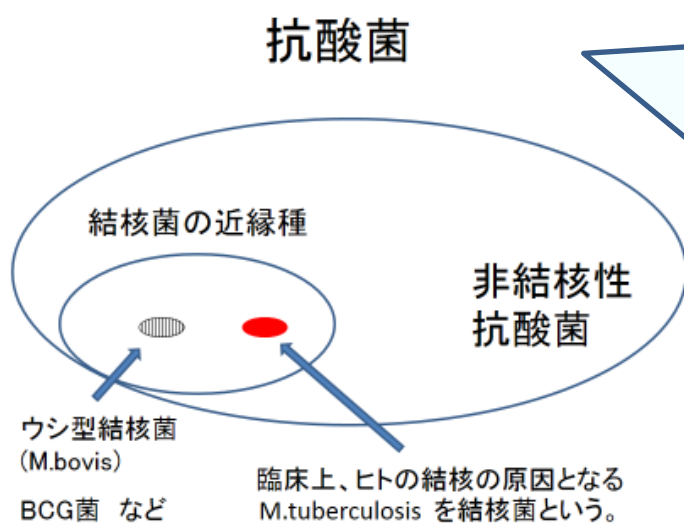 抗酸菌
結核菌の近縁種
非結核性
抗酸菌
ウシ型結核菌
(M.bovis)
BCG菌 など
臨床上、ヒトの結核の原因となる
M.tuberculosis を結核菌という。